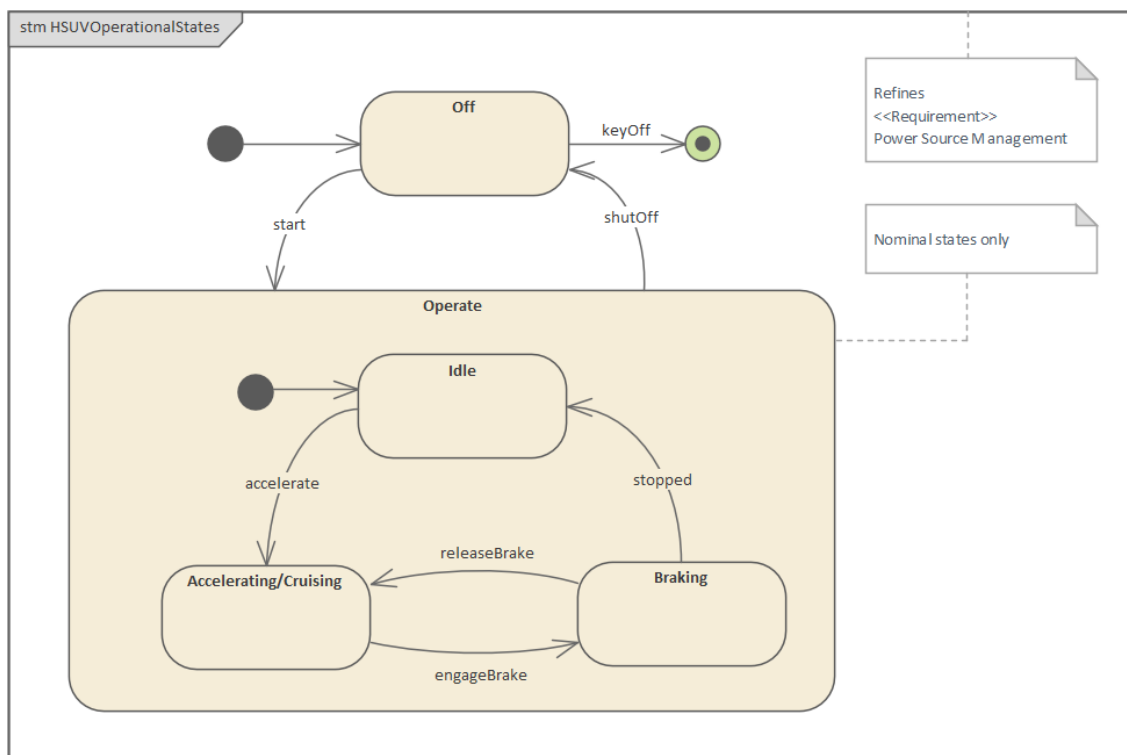 stm HSUVOperationalStates
Off
keyOff
Refines
<<Requirement>>
Power Source Management
start
shutOff
Nominal states only
Operate
Idle
accelerate
stopped
releaseBrake
Accelerating/Cruising
Braking
engageBrake